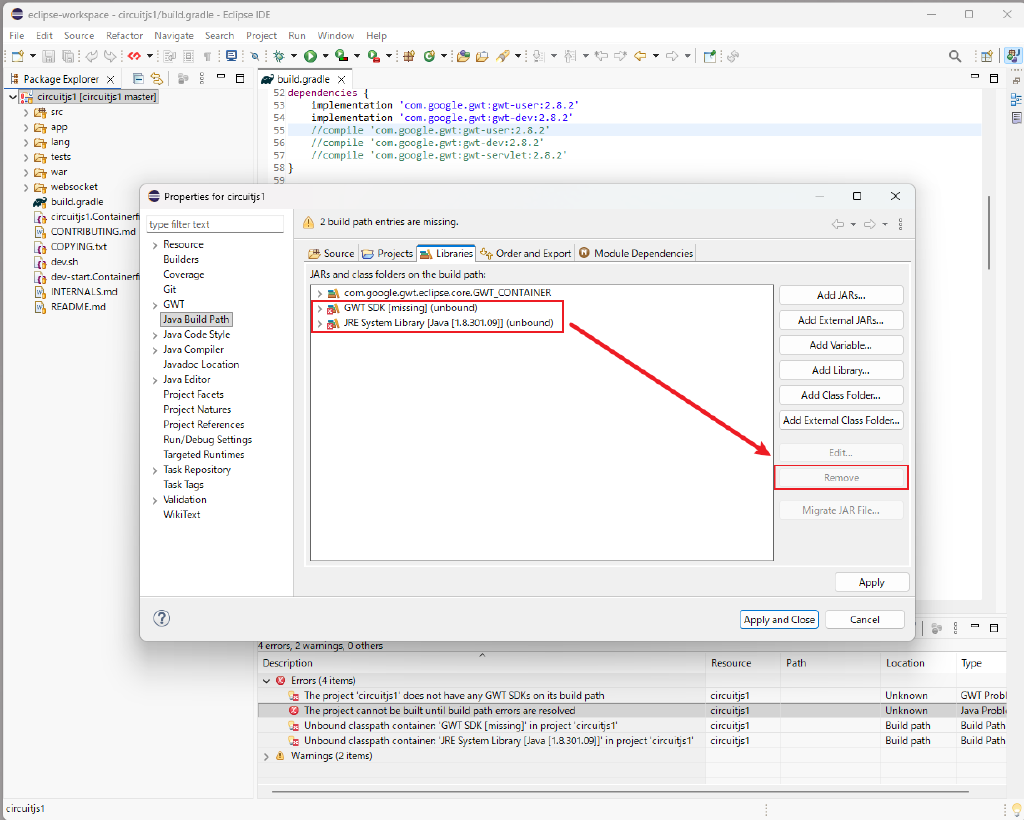 eclipse-workspace - circuitjs1/build.gradle - Eclipse IDE
File Edit Source Refactor Navigate Search Project Run Window Help
Package Explorer
build.gradle
circuitjs1 [circuitjs1 master]
src
app
lang
tests
war
websocket
build.gradle
circuitjs1.Containerfi
CONTRIBUTING.md
COPYING.txt
dev.sh
dev-start.Containerfi
INTERNALS.md
README.md
52 dependencies {
53 implementation 'com.google.gwt:gwt-user:2.8.2'
54 implementation 'com.google.gwt:gwt-dev:2.8.2'
55 //compile 'com.google.gwt:gwt-user:2.8.2'
56 //compile 'com.google.gwt:gwt-dev:2.8.2'
57 //compile 'com.google.gwt:gwt-servlet:2.8.2'
58 }
59
Properties for circuitjs1
type filter text
Resource
Builders
Coverage
Git
GWT
Java Build Path
Java Code Style
Java Compiler
Javadoc Location
Java Editor
Project Facets
Project Natures
Project References
Run/Debug Settings
Targeted Runtimes
Task Repository
Task Tags
Validation
WikiText
2 build path entries are missing.
Source Projects Libraries Order and Export Module Dependencies
JARs and class folders on the build path:
com.google.gwt.eclipse.core.GWT_CONTAINER
GWT SDK [missing] (unbound)
JRE System Library [Java [1.8.301.09]] (unbound)
Add JARs...
Add External JARs...
Add Variable...
Add Library...
Add Class Folder...
Add External Class Folder...
Edit...
Remove
Migrate JAR File...
Apply
?
Apply and Close Cancel
4 errors, 2 warnings, 0 others
Description Resource Path Location Type
Errors (4 items)
The project 'circuitjs1' does not have any GWT SDKs on its build path circuitjs1 Unknown GWT Probl
The project cannot be built until build path errors are resolved circuitjs1 Unknown Java Proble
Unbound classpath container: 'GWT SDK [missing]' in project 'circuitjs1' circuitjs1 Build path Build Path
Unbound classpath container: 'JRE System Library [Java [1.8.301.09]]' in project 'circuitjs1' circuitjs1 Build path Build Path
Warnings (2 items)
circuitjs1